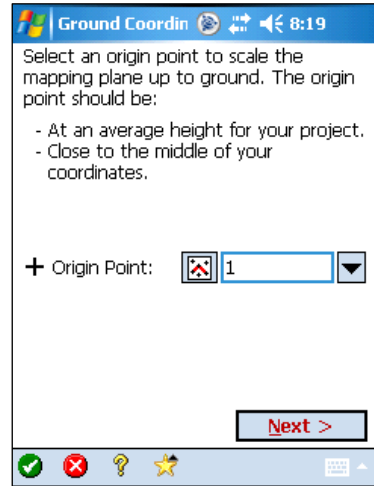 Ground Coordin 8:19
Select an origin point to scale the
mapping plane up to ground. The origin
point should be:
- At an average height for your project.
- Close to the middle of your
coordinates.
Origin Point: 1
Next >